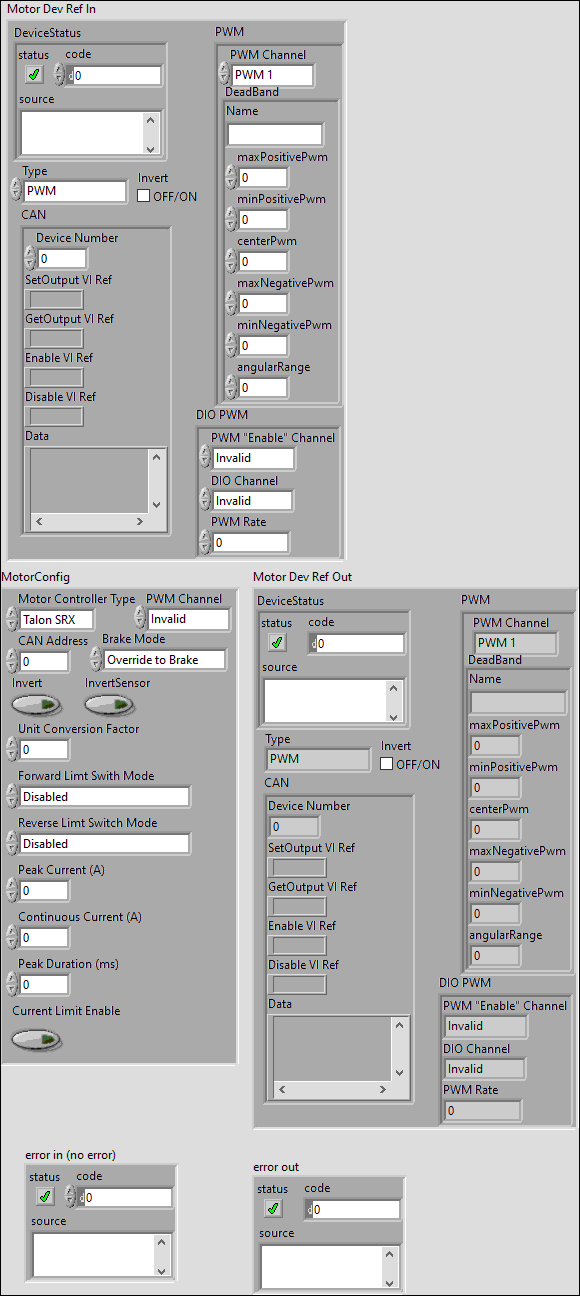 Motor Dev Ref In
DeviceStatus
status code
d0
source
Type
PWM
Invert
OFF/ON
CAN
Device Number
0
SetOutput VI Ref
GetOutput VI Ref
Enable VI Ref
Disable VI Ref
Data
PWM
PWM Channel
PWM 1
DeadBand
Name
maxPositivePwm
0
minPositivePwm
0
centerPwm
0
maxNegativePwm
0
minNegativePwm
0
angularRange
0
DIO PWM
PWM "Enable" Channel
Invalid
DIO Channel
Invalid
PWM Rate
0
MotorConfig
Motor Controller Type PWM Channel
Talon SRX Invalid
CAN Address Brake Mode
0 Override to Brake
Invert InvertSensor
Unit Conversion Factor
0
Forward Limt Swith Mode
Disabled
Reverse Limt Switch Mode
Disabled
Peak Current (A)
0
Continuous Current (A)
0
Peak Duration (ms)
0
Current Limit Enable
Motor Dev Ref Out
DeviceStatus
status code
d0
source
Type
PWM
Invert
OFF/ON
CAN
Device Number
0
SetOutput VI Ref
GetOutput VI Ref
Enable VI Ref
Disable VI Ref
Data
PWM
PWM Channel
PWM 1
DeadBand
Name
maxPositivePwm
0
minPositivePwm
0
centerPwm
0
maxNegativePwm
0
minNegativePwm
0
angularRange
0
DIO PWM
PWM "Enable" Channel
Invalid
DIO Channel
Invalid
PWM Rate
0
error in (no error)
status code
d0
source
error out
status code
d0
source